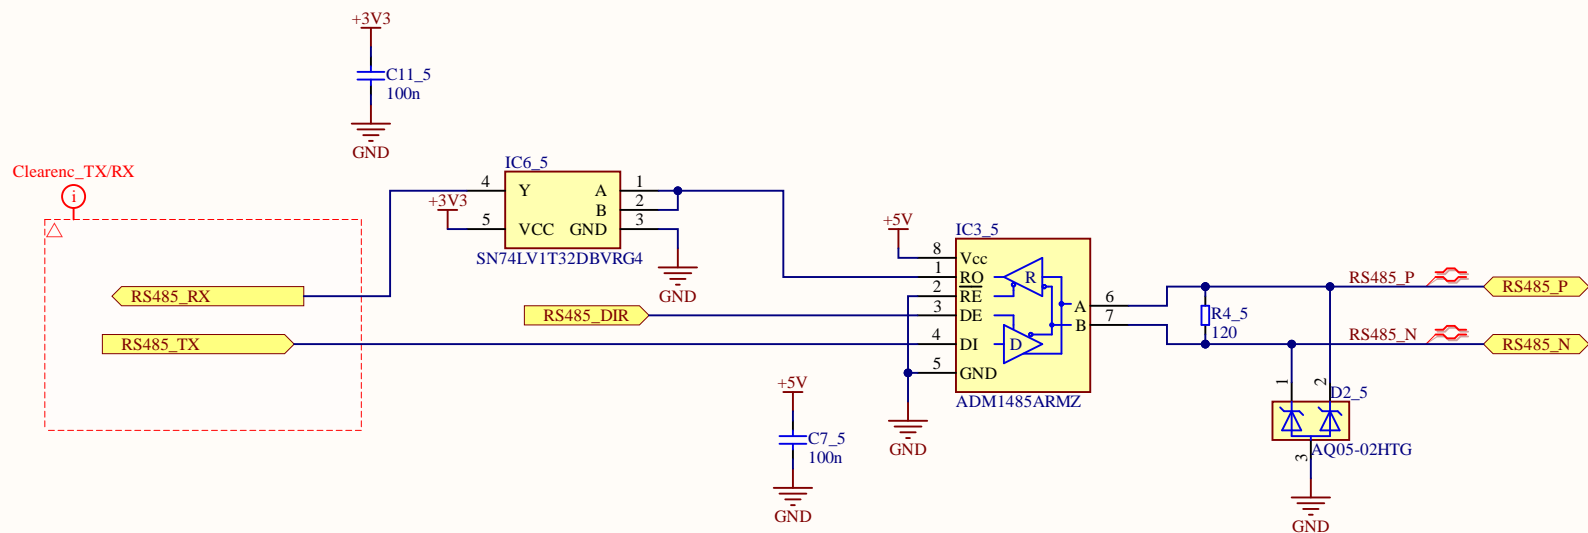 +3V3
C11_5
100n
GND
Clearenc_TX/RX
i
RS485_RX
RS485_TX
IC6_5
4 Y A 1
B 2
+3V3
5 VCC GND 3
SN74LV1T32DBVRG4
GND
RS485_DIR
+5V
IC3_5
8 Vcc
1 RO R
2 RE
3 DE
4 DI D
5 GND
A 6
B 7
ADM1485ARMZ
GND
+5V
C7_5
100n
GND
R4_5
120
RS485_P
RS485_P
RS485_N
RS485_N
1 2
D2_5
3
AQ05-02HTG
GND